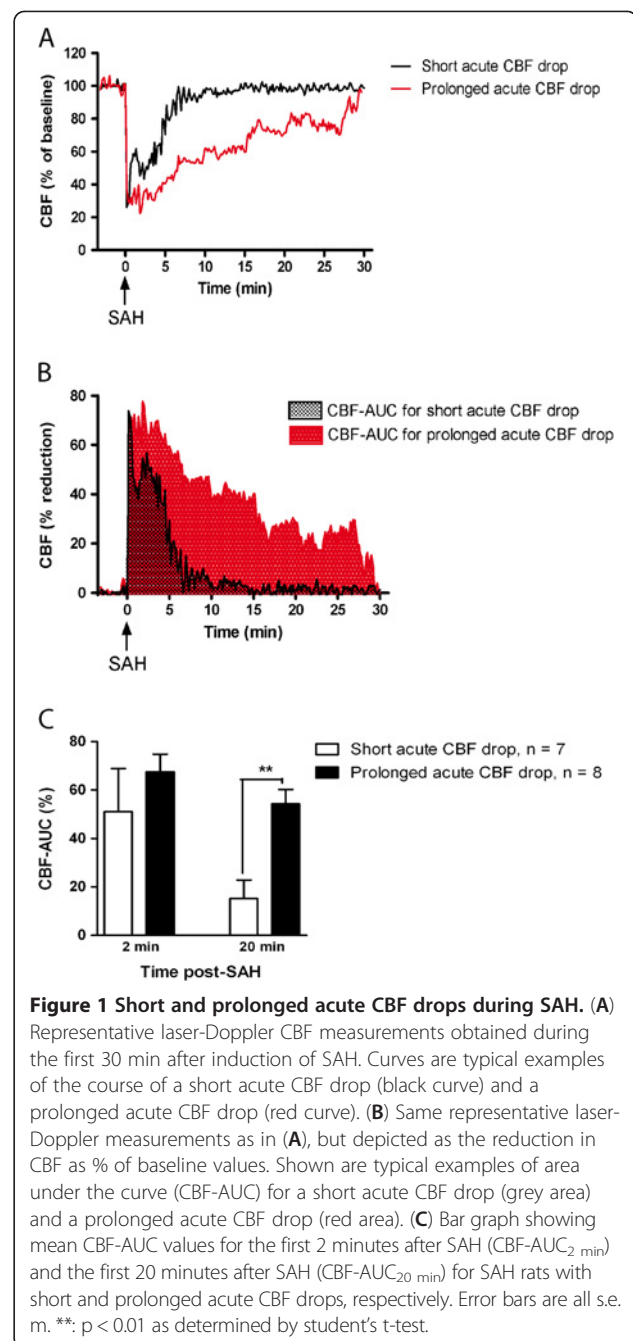 A
120
100
80
60
40
20
0
CBF (% of baseline)
Short acute CBF drop
Prolonged acute CBF drop
0 5 10 15 20 25 30
Time (min)
SAH
B
80
60
40
20
0
CBF (% reduction)
CBF-AUC for short acute CBF drop
CBF-AUC for prolonged acute CBF drop
0 5 10 15 20 25 30
Time (min)
SAH
C
80
60
40
20
0
CBF-AUC (%)
Short acute CBF drop, n = 7
Prolonged acute CBF drop, n = 8
**
2 min 20 min
Time post-SAH
Figure 1 Short and prolonged acute CBF drops during SAH. (A)
Representative laser-Doppler CBF measurements obtained during
the first 30 min after induction of SAH. Curves are typical examples
of the course of a short acute CBF drop (black curve) and a
prolonged acute CBF drop (red curve). (B) Same representative laser-
Doppler measurements as in (A), but depicted as the reduction in
CBF as % of baseline values. Shown are typical examples of area
under the curve (CBF-AUC) for a short acute CBF drop (grey area)
and a prolonged acute CBF drop (red area). (C) Bar graph showing
mean CBF-AUC values for the first 2 minutes after SAH (CBF-AUC2 min)
and the first 20 minutes after SAH (CBF-AUC20 min) for SAH rats with
short and prolonged acute CBF drops, respectively. Error bars are all s.e.
m. **: p < 0.01 as determined by student's t-test.